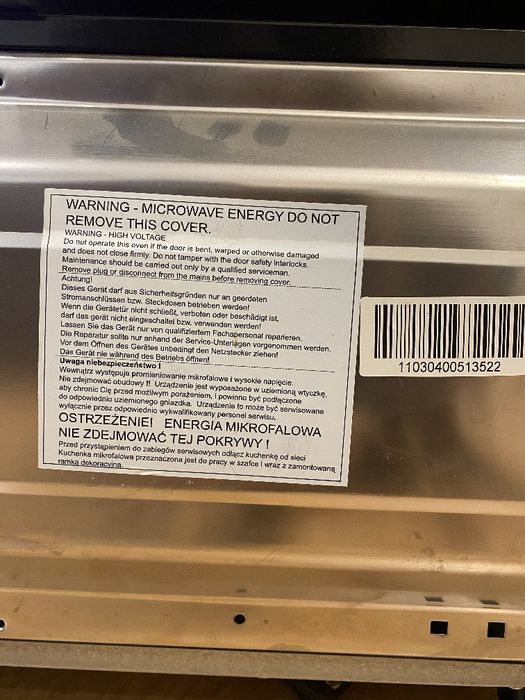 WARNING - MICROWAVE ENERGY DO NOT
REMOVE THIS COVER.
WARNING - HIGH VOLTAGE
Do not operate this oven if the door is bent, warped or otherwise damaged
and does not close firmly. Do not tamper with the door safety interlocks.
Maintenance should be carried out only by a qualified serviceman.
Remove plug or disconnect from the mains before removing cover.
Achtung!
Dieses Gerät darf aus Sicherheitsgründen nur an geerdeten
Stromanschlüssen bzw. Steckdosen betrieben werden!
Wenn die Gerätetür nicht schließt, verboten oder beschädigt ist,
darf das gerät nicht eingeschaltel bzw. verwenden werden!
Lassen Sie das Gerät nur von qualifiziertem Fachapersonal reparieren.
Die Reparatur sollte nur anhand der Service-Unterlagen vorgenommen werden.
Vor dem Öffnen des Gerätes unbedingt den Netzstecker ziehen!
Das Gerät nie während des Betriebs öffnen!
Uwaga niebezpieczeństwo !
Wewnątrz występuja promieniowanie mikrofalowe i wysokie napięcie.
Nie zdejmować obudowy !! Urządzenie jest wyposażone w uziemioną wtyczkę,
aby chronic Cię przed możliwym porażeniem, I powinno być podłączone
do odpowiednio uziemionego gniazdka. Urządzenie to moze być serwisowane
wyłącznie przez odpowiednio wykwalifikowany personel serwisu.
OSTRZEŻENIE! ENERGIA MIKROFALOWA
NIE ZDEJMOWAĆ TEJ POKRYWY !
Przed przystąpieniem do zabiegów serwisowych odłącz kuchenkę od sieci
Kuchenka mikrofalowa przeznaczona jest do pracy w szafce i wraz z zamontowaną
ramką dekoracyjną.
11030400513522